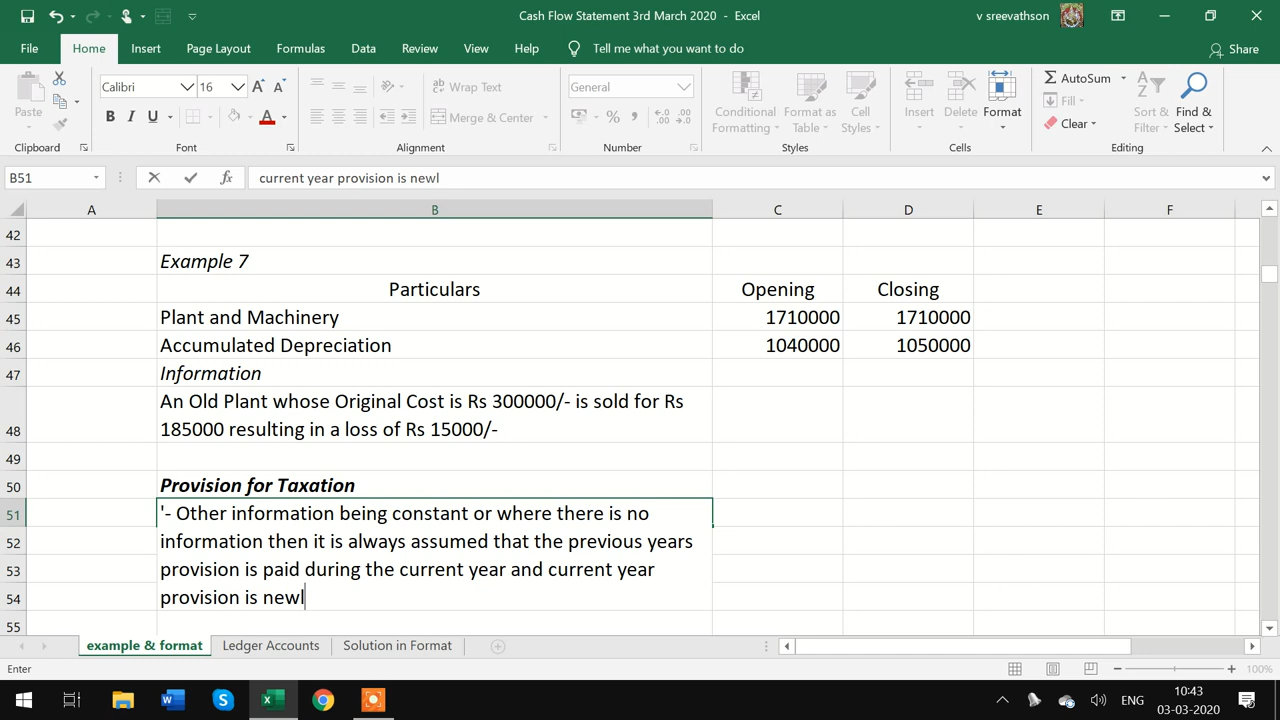 Cash Flow Statement 3rd March 2020 - Excel
v sreevathson
File Home Insert Page Layout Formulas Data Review View Help Tell me what you want to do Share
Paste
Calibri 16
B I U A
Wrap Text
Merge & Center
General
Conditional Formatting
Format as Table
Cell Styles
Insert Delete Format
AutoSum
Fill
Clear
Sort & Filter
Find & Select
Clipboard Font Alignment Number Styles Cells Editing
B51 fx current year provision is newl
A B C D E F
42
43 Example 7
44 Particulars Opening Closing
45 Plant and Machinery 1710000 1710000
46 Accumulated Depreciation 1040000 1050000
47 Information
An Old Plant whose Original Cost is Rs 300000/- is sold for Rs
48 185000 resulting in a loss of Rs 15000/-
49
50 Provision for Taxation
51 '- Other information being constant or where there is no
52 information then it is always assumed that the previous years
53 provision is paid during the current year and current year
54 provision is newl
55
example & format Ledger Accounts Solution in Format
Enter 100%
ENG 10:43
03-03-2020